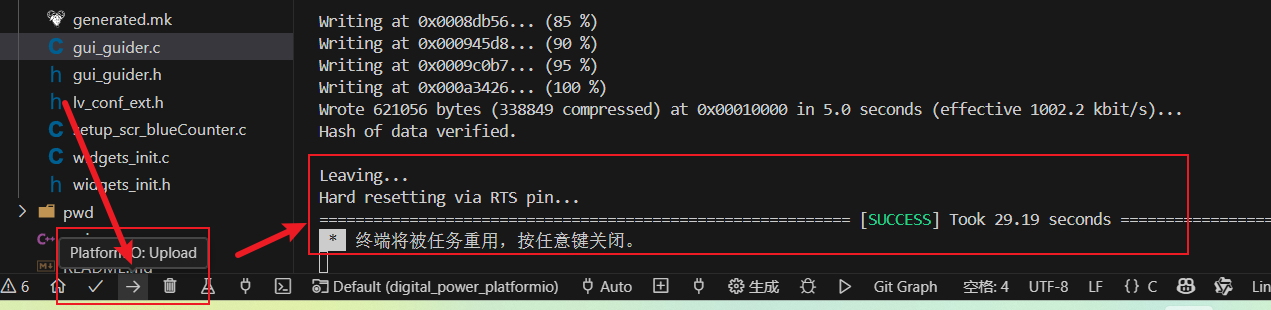 generated.mk
gui_guider.c
gui_guider.h
lv_conf_ext.h
setup_scr_blueCounter.c
widgets_init.c
widgets_init.h
pwd
PlatformIO: Upload
README.md
Writing at 0x0008db56... (85 %)
Writing at 0x000945d8... (90 %)
Writing at 0x0009c0b7... (95 %)
Writing at 0x000a3426... (100 %)
Wrote 621056 bytes (338849 compressed) at 0x00010000 in 5.0 seconds (effective 1002.2 kbit/s)...
Hash of data verified.
Leaving...
Hard resetting via RTS pin...
=========================================================== [SUCCESS] Took 29.19 seconds =================
* 终端将被任务重用，按任意键关闭。
6 Default (digital_power_platformio) Auto 生成 Git Graph 空格: 4 UTF-8 LF {} C Lin